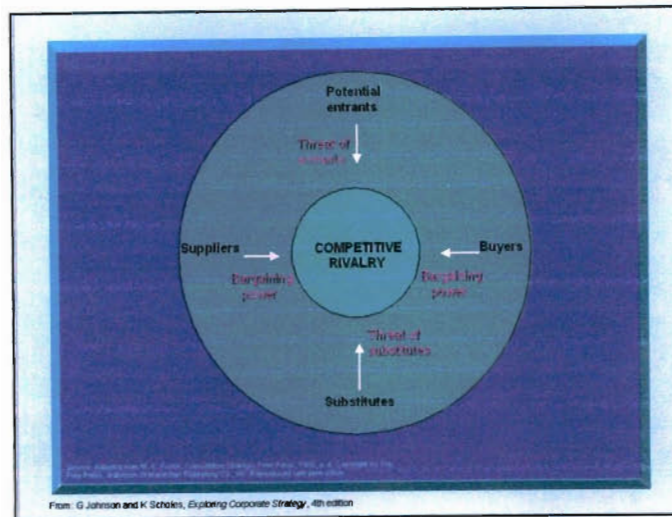 Potential
entrants
Threat of
Suppliers
COMPETITIVE
RIVALRY
Buyers
Bargaining
power
Bargaining
power
Threat of
substitutes
Substitutes
From: G Johnson and K Scholes, Exploring Corporate Strategy, 4th edition